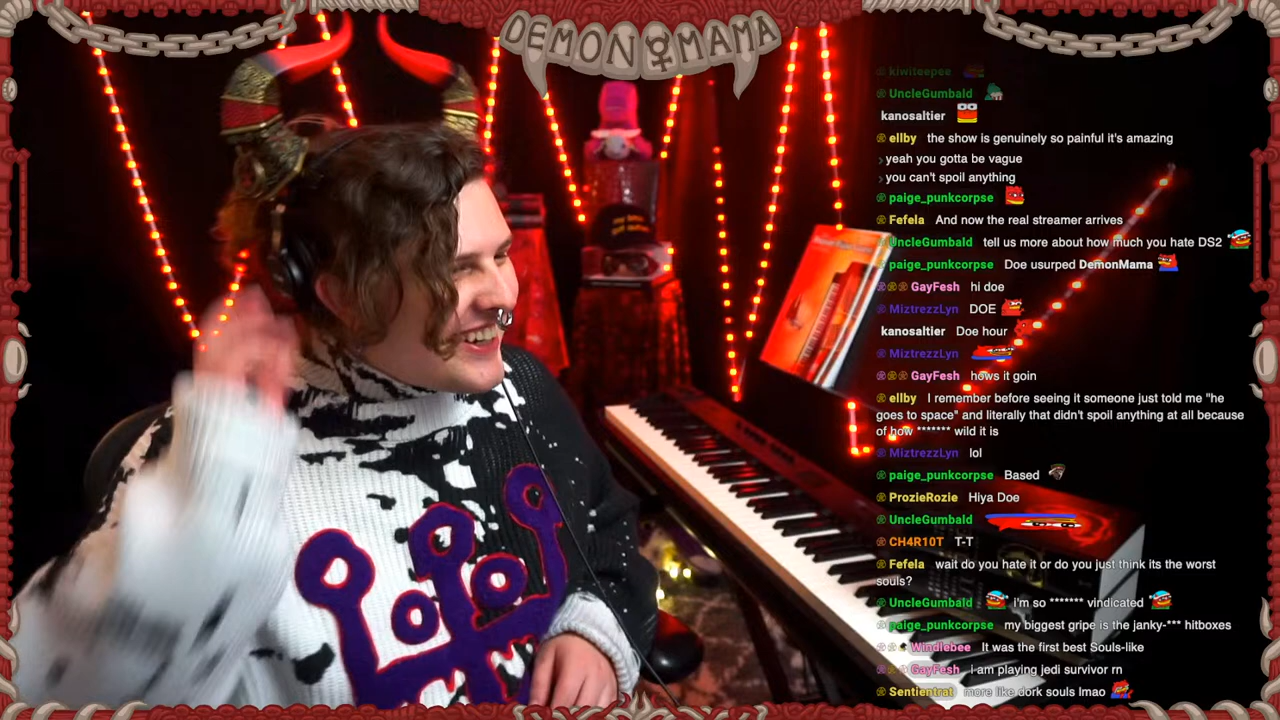 DEMON MAMA
kiwiteepee
UncleGumbald
kanosaltier
ellby the show is genuinely so painful it's amazing
yeah you gotta be vague
you can't spoil anything
paige_punkcorpse
Fefela And now the real streamer arrives
UncleGumbald tell us more about how much you hate DS2
paige_punkcorpse Doe usurped DemonMama
GayFesh hi doe
MiztrezzLyn DOE
kanosaltier Doe hour
MiztrezzLyn
GayFesh hows it goin
ellby I remember before seeing it someone just told me "he
goes to space" and literally that didn't spoil anything at all because
of how ******* wild it is
MiztrezzLyn lol
paige_punkcorpse Based
ProzieRozie Hiya Doe
UncleGumbald
CH4R10T T-T
Fefela wait do you hate it or do you just think its the worst
souls?
UncleGumbald i'm so ******* vindicated
paige_punkcorpse my biggest gripe is the janky-*** hitboxes
Windlebee It was the first best Souls-like
GayFesh I am playing jedi survivor rn
Sentientrat more like dork souls lmao